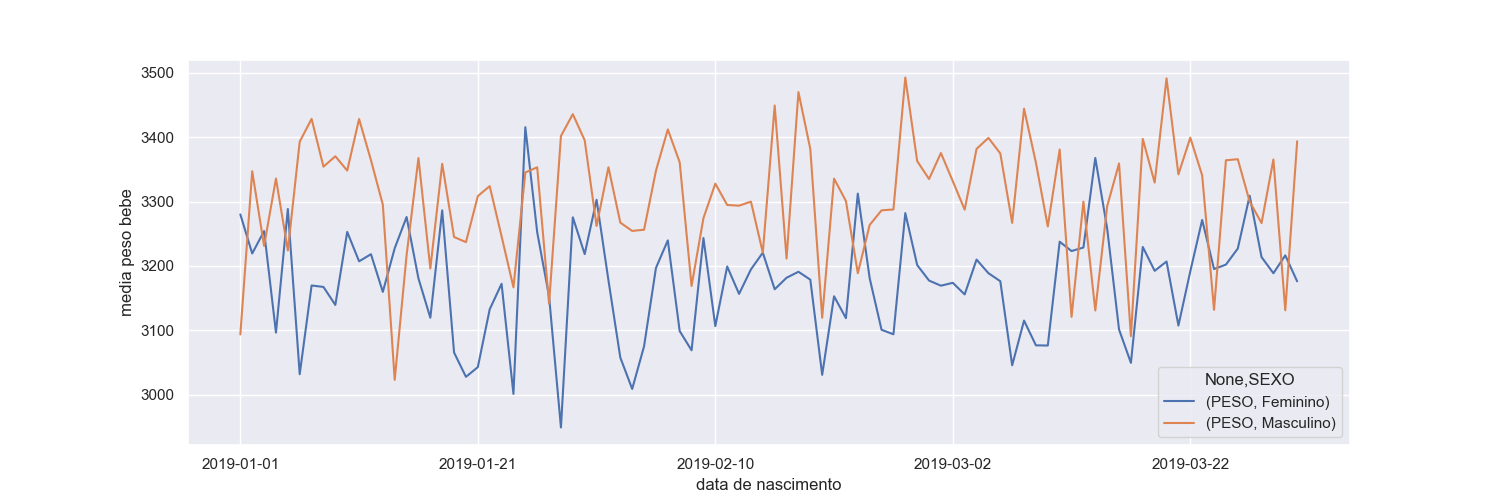 3500
3400
3300
3200
3100
3000
media peso bebe
2019-01-01
2019-01-21
2019-02-10
2019-03-02
2019-03-22
data de nascimento
None,SEXO
(PESO, Feminino)
(PESO, Masculino)